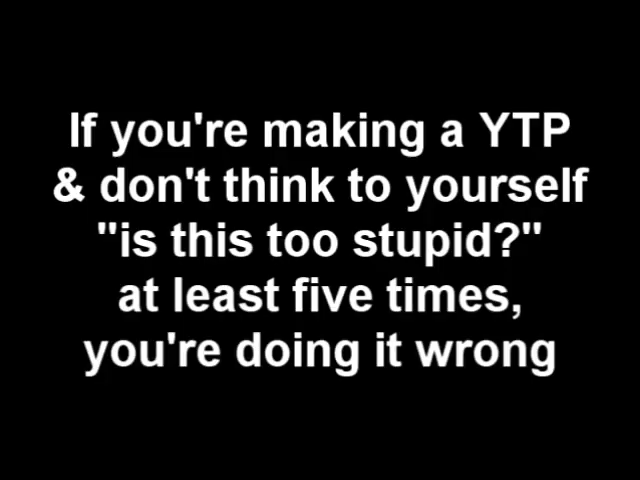 If you're making a YTP
& don't think to yourself
"is this too stupid?"
at least five times,
you're doing it wrong